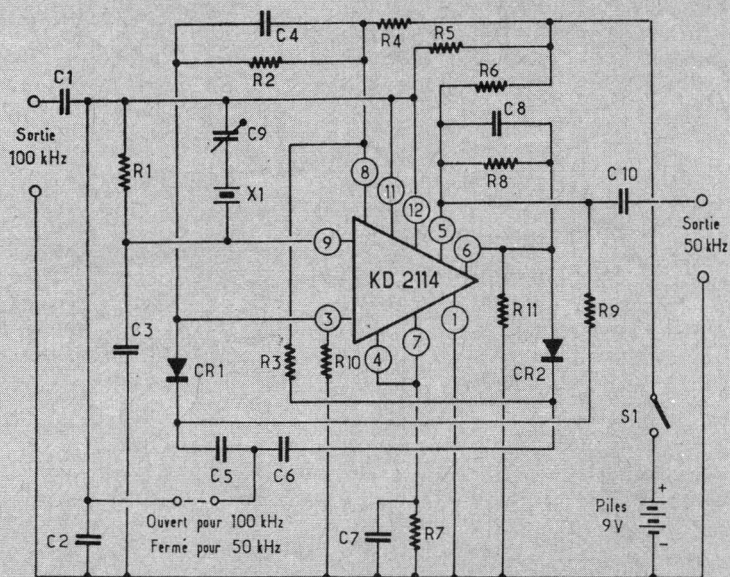 C4
R4
R5
R2
R6
C1
C8
Sortie
100 kHz
C9
R1
R8
C10
X1
8
11
12
5
Sortie
50 kHz
6
9
KD 2114
R11
R9
3
1
C3
R3
R10
4
7
CR1
CR2
S1
C5
C6
Ouvert pour 100 kHz
Fermé pour 50 kHz
C2
C7
R7
Piles
9V
+
-